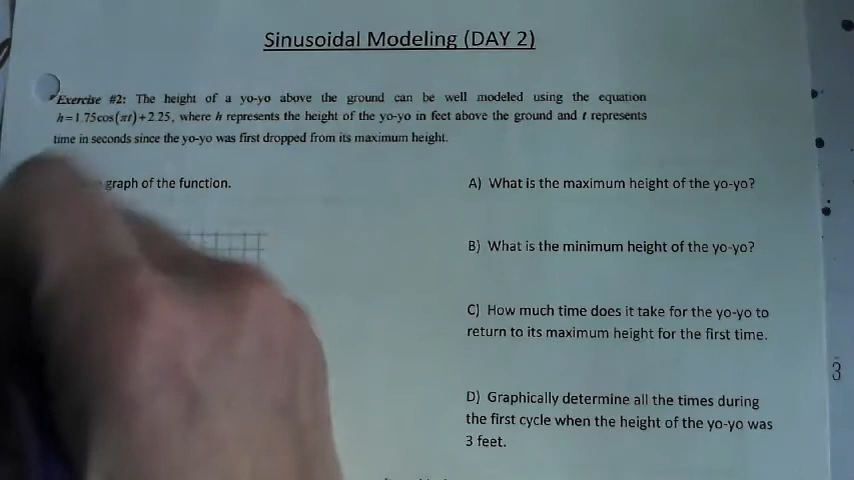 Sinusoidal Modeling (DAY 2)
Exercise #2: The height of a yo-yo above the ground can be well modeled using the equation
h=1.75cos(πt)+2.25, where h represents the height of the yo-yo in feet above the ground and t represents
time in seconds since the yo-yo was first dropped from its maximum height.
graph of the function.
A) What is the maximum height of the yo-yo?
B) What is the minimum height of the yo-yo?
C) How much time does it take for the yo-yo to
return to its maximum height for the first time.
D) Graphically determine all the times during
the first cycle when the height of the yo-yo was
3 feet.
3